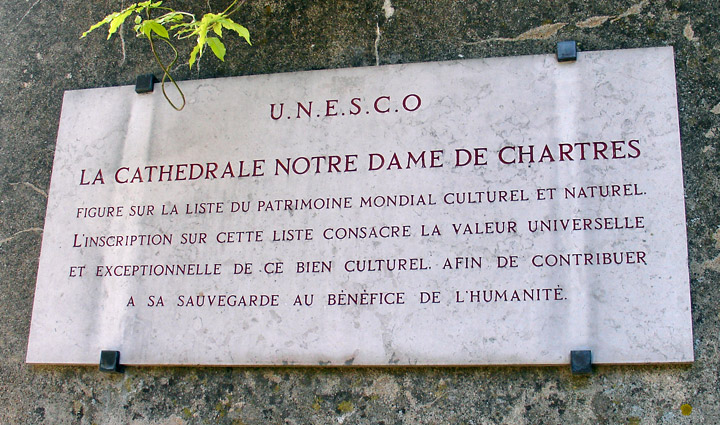 U.N.E.S.C.O
LA CATHEDRALE NOTRE DAME DE CHARTRES
FIGURE SUR LA LISTE DU PATRIMOINE MONDIAL CULTUREL ET NATUREL.
L'INSCRIPTION SUR CETTE LISTE CONSACRE LA VALEUR UNIVERSELLE
ET EXCEPTIONNELLE DE CE BIEN CULTUREL. AFIN DE CONTRIBUER
A SA SAUVEGARDE AU BÉNÉFICE DE L'HUMANITÉ.